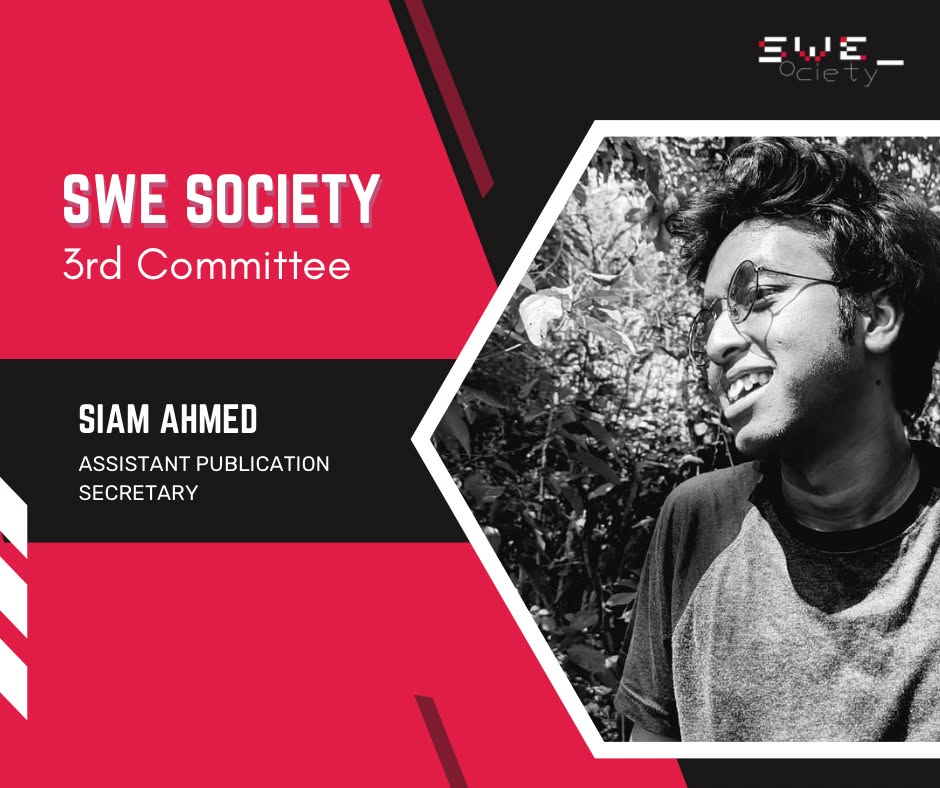 SWE_
Ociety
SWE SOCIETY
3rd Committee
SIAM AHMED
ASSISTANT PUBLICATION
SECRETARY